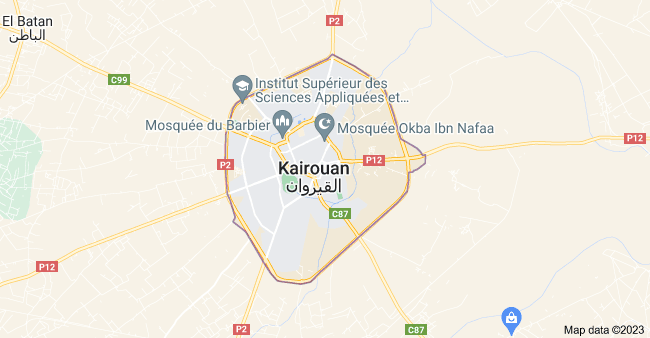 El Batan
الباطن
P2
C99
Institut Supérieur des
Sciences Appliquées et...
Mosquée du Barbier
Mosquée Okba Ibn Nafaa
P12
P2
P12
Kairouan
القيروان
C87
P12
P2
C87
Map data ©2023